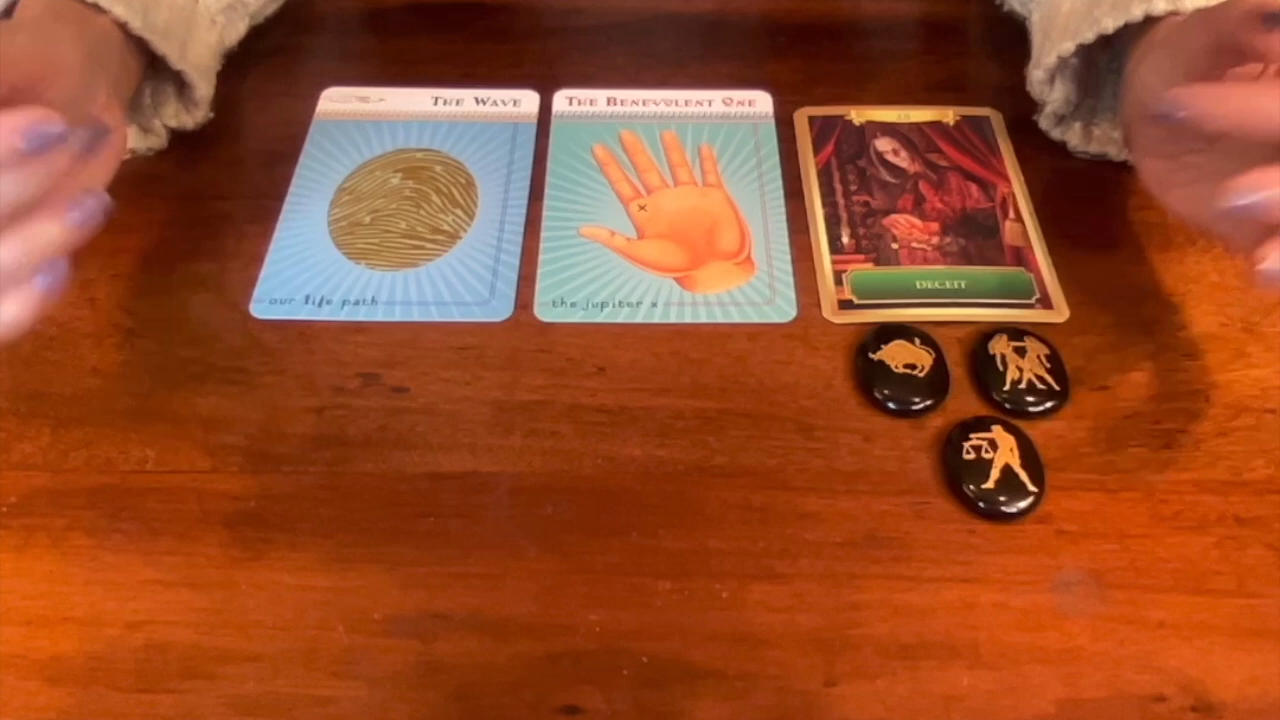 The Wave
our life path
The Benevolent One
the jupiter x
DECEIT